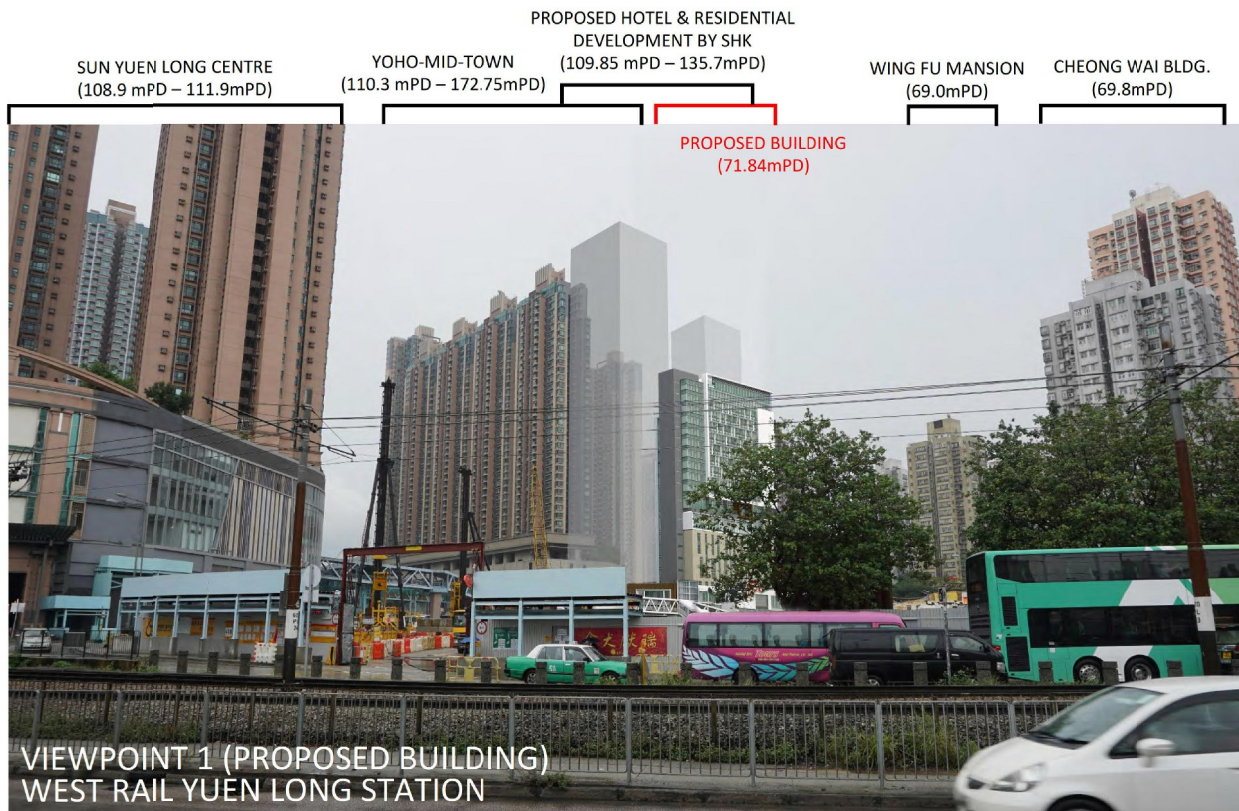 PROPOSED HOTEL & RESIDENTIAL
DEVELOPMENT BY SHK
(109.85 mPD – 135.7mPD)
SUN YUEN LONG CENTRE
(108.9 mPD – 111.9mPD)
YOHO-MID-TOWN
(110.3 mPD – 172.75mPD)
WING FU MANSION
(69.0mPD)
CHEONG WAI BLDG.
(69.8mPD)
PROPOSED BUILDING
(71.84mPD)
VIEWPOINT 1 (PROPOSED BUILDING)
WEST RAIL YUEN LONG STATION